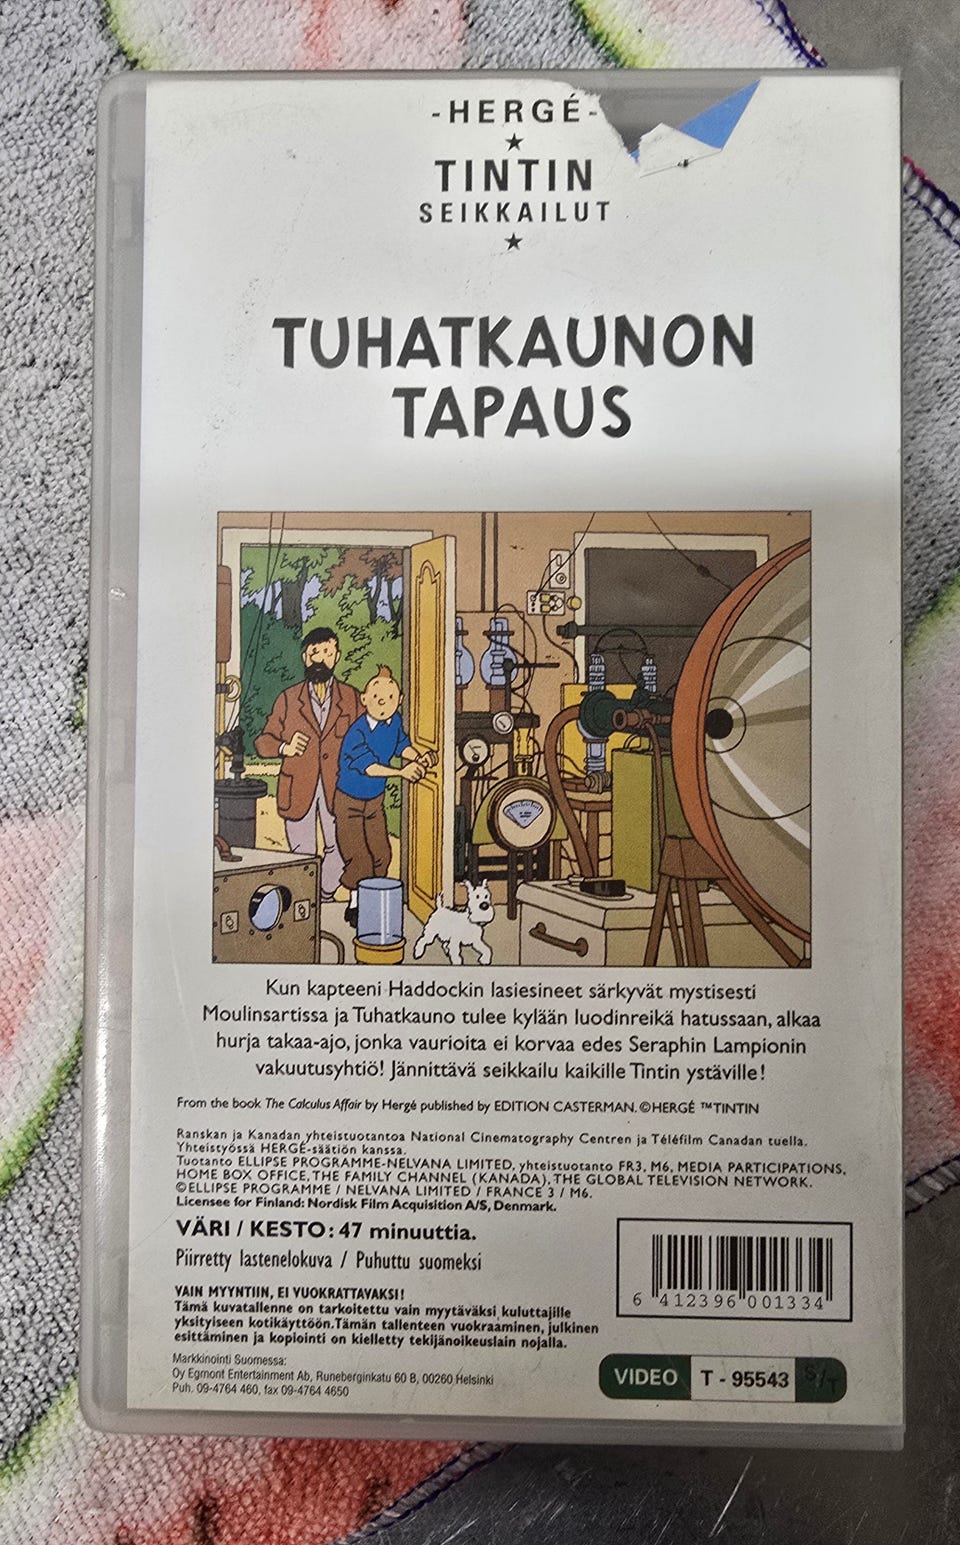 -HERGÉ-
★
TINTIN
SEIKKAILUT
★
TUHATKAUNON
TAPAUS
Kun kapteeni Haddockin lasiesineet särkyvät mystisesti
Moulinsartissa ja Tuhatkauno tulee kylään luodinreikä hatussaan, alkaa
hurja takaa-ajo, jonka vaurioita ei korvaa edes Seraphin Lampionin
vakuutusyhtiö! Jännittävä seikkailu kaikille Tintin ystäville!
From the book The Calculus Affair by Hergé published by EDITION CASTERMAN. ©HERGÉ ™TINTIN
Ranskan ja Kanadan yhteistuotantoa National Cinematography Centren ja Téléfilm Canadan tuella.
Yhteistyössä HERGÉ-säätiön kanssa.
Tuotanto ELLIPSE PROGRAMME-NELVANA LIMITED, yhteistuotanto FR3, M6, MEDIA PARTICIPATIONS,
HOME BOX OFFICE, THE FAMILY CHANNEL (KANADA), THE GLOBAL TELEVISION NETWORK.
©ELLIPSE PROGRAMME / NELVANA LIMITED / FRANCE 3 / M6.
Licensee for Finland: Nordisk Film Acquisition A/S, Denmark.
VÄRI / KESTO: 47 minuuttia.
Piirretty lastenelokuva / Puhuttu suomeksi
VAIN MYYNTIIN, EI VUOKRATTAVAKSI!
Tämä kuvatallenne on tarkoitettu vain myytäväksi kuluttajille
yksityiseen kotikäyttöön. Tämän tallenteen vuokraaminen, julkinen
esittäminen ja kopiointi on kielletty tekijänoikeuslain nojalla.
Markkinointi Suomessa:
Oy Egmont Entertainment Ab, Runeberginkatu 60 B, 00260 Helsinki
Puh. 09-4764 460, fax 09-4764 4650
6 412396 001334
VIDEO T - 95543 S/T